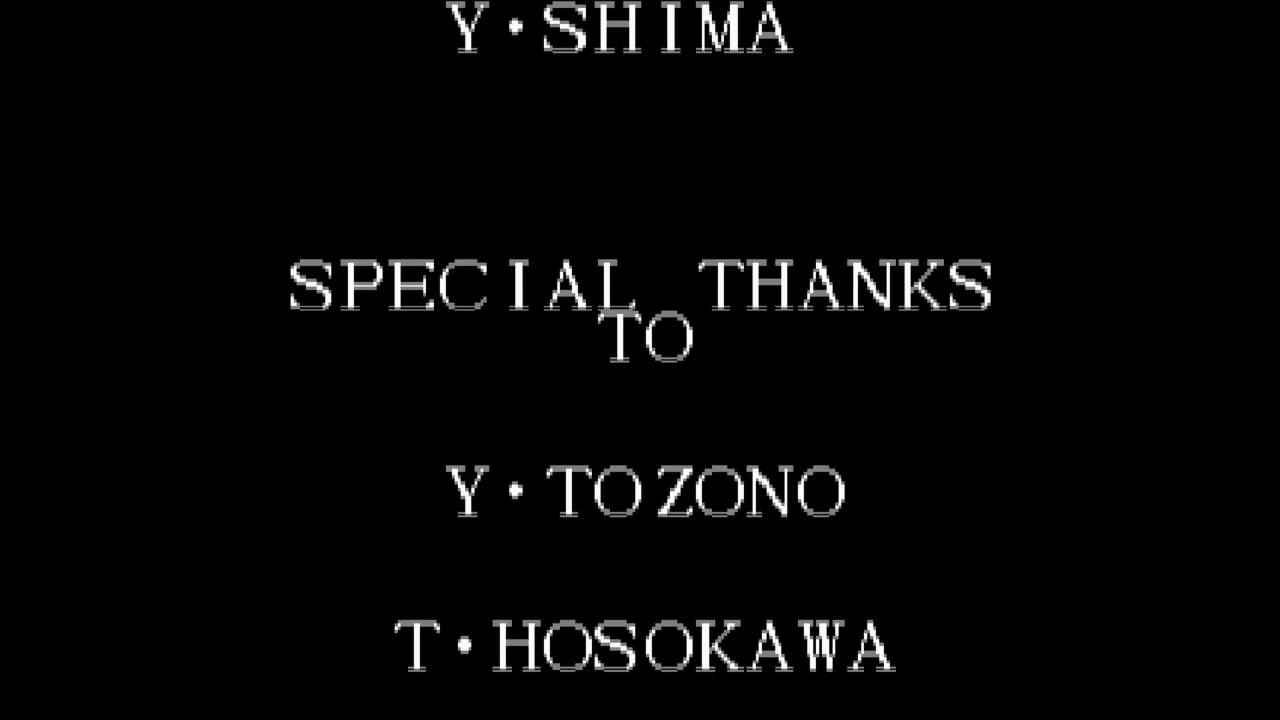 Y・SHIMA
SPECIAL THANKS
TO
Y・TOZONO
T・HOSOKAWA